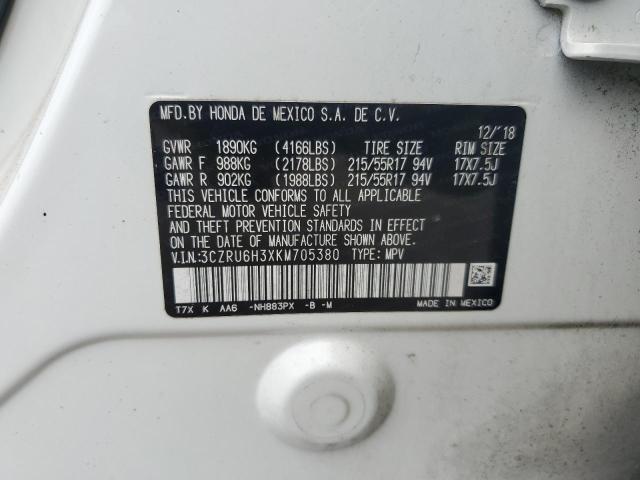 MFD.BY HONDA DE MEXICO S.A. DE C.V.
12/'18
GVWR 1890KG (4166LBS) TIRE SIZE RIM SIZE
GAWR F 988KG (2178LBS) 215/55R17 94V 17X7.5J
GAWR R 902KG (1988LBS) 215/55R17 94V 17X7.5J
THIS VEHICLE CONFORMS TO ALL APPLICABLE
FEDERAL MOTOR VEHICLE SAFETY
AND THEFT PREVENTION STANDARDS IN EFFECT
ON THE DATE OF MANUFACTURE SHOWN ABOVE.
V.I.N.:3CZRU6H3XKM705380 TYPE: MPV
T7X K AA6 -NH883PX -B -M MADE IN MEXICO